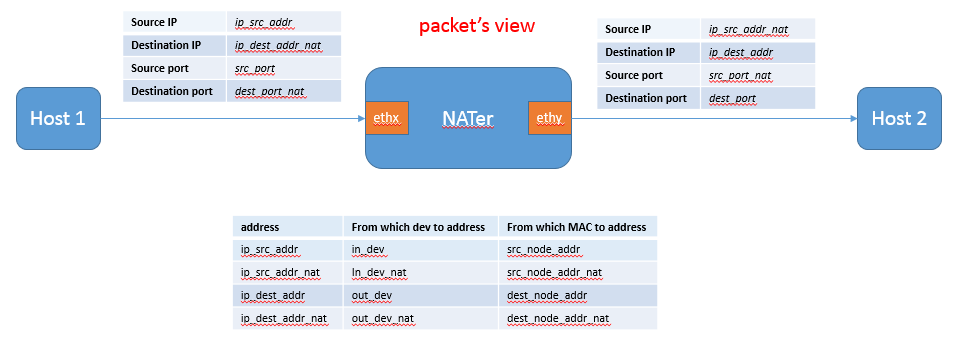 packet's view
Source IP ip_src_addr
Destination IP ip_dest_addr_nat
Source port src_port
Destination port dest_port_nat
Source IP ip_src_addr_nat
Destination IP ip_dest_addr
Source port src_port_nat
Destination port dest_port
Host 1
ethx
NATer
ethy
Host 2
address From which dev to address From which MAC to address
ip_src_addr in_dev src_node_addr
ip_src_addr_nat In_dev_nat src_node_addr_nat
ip_dest_addr out_dev dest_node_addr
ip_dest_addr_nat out_dev_nat dest_node_addr_nat